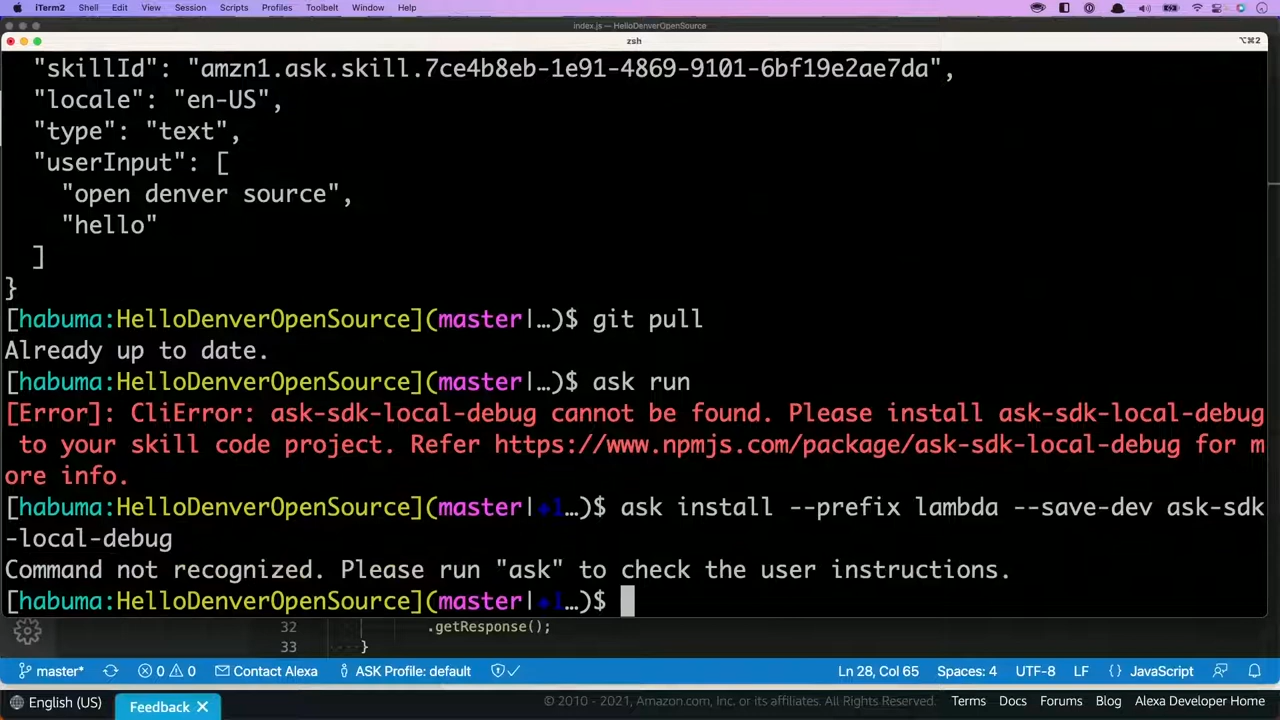 iTerm2 Shell Edit View Session Scripts Profiles Toolbelt Window Help
index.js — HelloDenverOpenSource
zsh
⌥⌘2
"skillId": "amzn1.ask.skill.7ce4b8eb-1e91-4869-9101-6bf19e2ae7da",
"locale": "en-US",
"type": "text",
"userInput": [
"open denver source",
"hello"
]
}
[habuma:HelloDenverOpenSource](master|…)$ git pull
Already up to date.
[habuma:HelloDenverOpenSource](master|…)$ ask run
[Error]: CliError: ask-sdk-local-debug cannot be found. Please install ask-sdk-local-debug
to your skill code project. Refer https://www.npmjs.com/package/ask-sdk-local-debug for m
ore info.
[habuma:HelloDenverOpenSource](master|✚1…)$ ask install --prefix lambda --save-dev ask-sdk
-local-debug
Command not recognized. Please run "ask" to check the user instructions.
[habuma:HelloDenverOpenSource](master|✚1…)$
32 .getResponse();
33 }
master* 0 0 Contact Alexa ASK Profile: default Ln 28, Col 65 Spaces: 4 UTF-8 LF {} JavaScript
English (US) Feedback ✕ © 2010 - 2021, Amazon.com, Inc. or its affiliates. All Rights Reserved. Terms Docs Forums Blog Alexa Developer Home